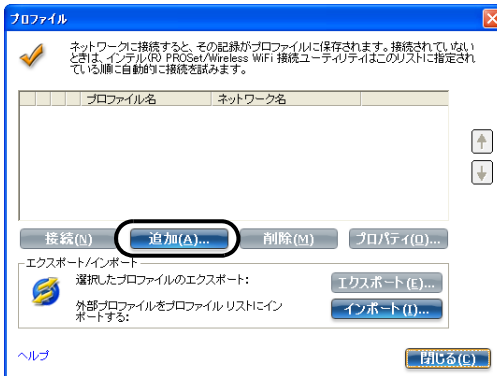 プロファイル
ネットワークに接続すると、その記録がプロファイルに保存されます。接続されていない
ときは、インテル(R) PROSet/Wireless WiFi 接続ユーティリティはこのリストに指定され
ている順に自動的に接続を試みます。
プロファイル名 ネットワーク名
接続(N) 追加(A)... 削除(M) プロパティ(O)...
エクスポート/インポート
選択したプロファイルのエクスポート: エクスポート(E)...
外部プロファイルをプロファイル リストにイン
ポートする: インポート(I)...
ヘルプ 閉じる(C)